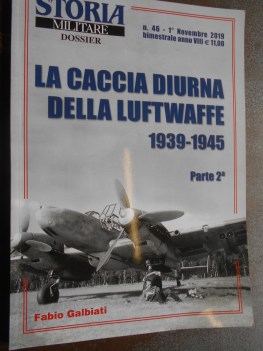 STORIA
MILITARE
DOSSIER
n. 46 - 1° Novembre 2019
bimestrale anno VIII € 11,00
LA CACCIA DIURNA
DELLA LUFTWAFFE
1939-1945
Parte 2ª
Fabio Galbiati